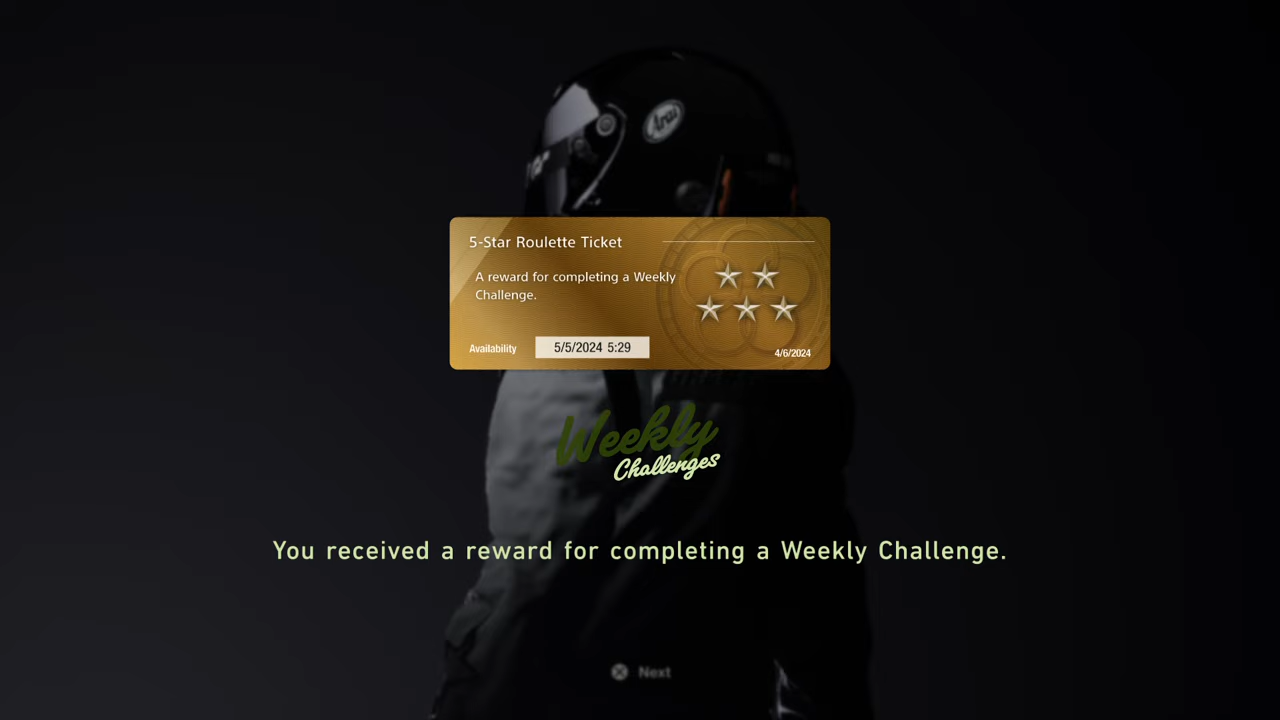 Arai
5-Star Roulette Ticket
A reward for completing a Weekly
Challenge.
Availability
5/5/2024 5:29
4/6/2024
Weekly
Challenges
You received a reward for completing a Weekly Challenge.
Next